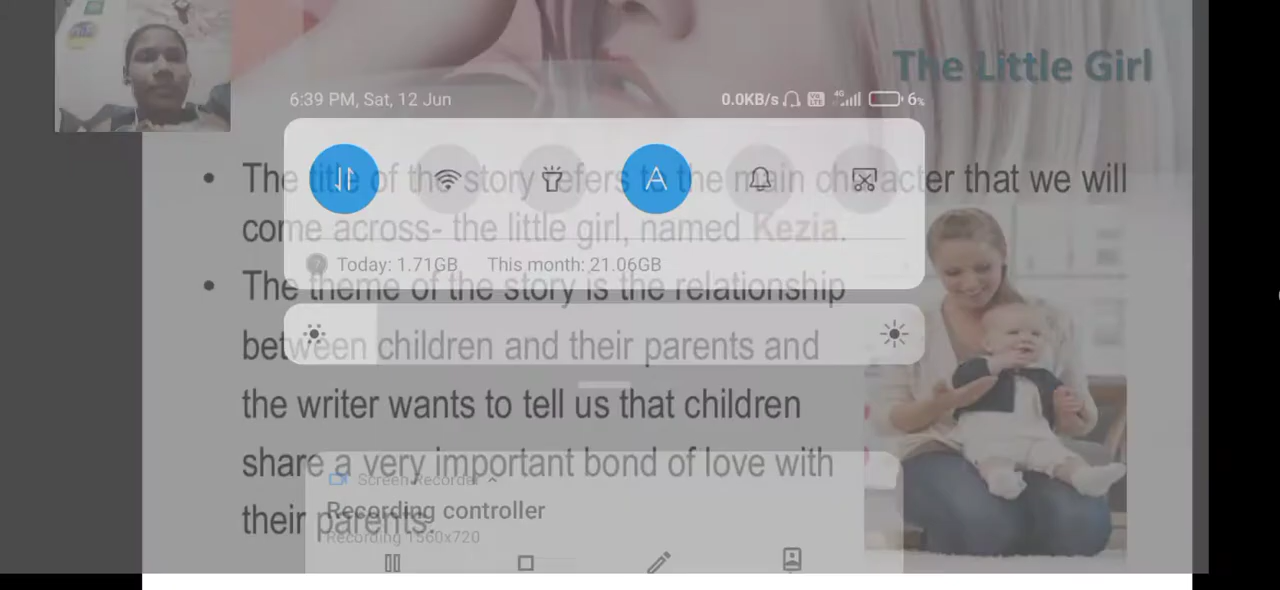 The Little Girl
6:39 PM, Sat, 12 Jun
0.0KB/s 4G 6%
• The title of the story refers to the main character that we will
come across- the little girl, named Kezia.
Today: 1.71GB This month: 21.06GB
• The theme of the story is the relationship
between children and their parents and
the writer wants to tell us that children
share a very important bond of love with
Screen Recorder
Recording controller
their parents.
Recording 1560x720